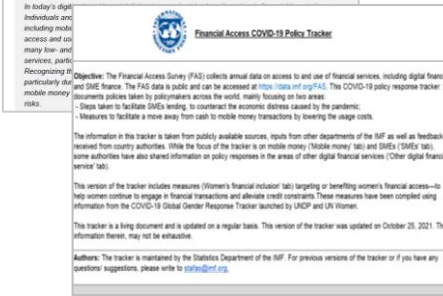 In today's digit
Individuals and
including mobi
access and us
many low- and
services, partic
Recognizing th
particularly dur
mobile money
risks.
Financial Access COVID-19 Policy Tracker
Objective: The Financial Access Survey (FAS) collects annual data on access to and use of financial services, including digital financ
and SME finance. The FAS data is public and can be accessed at https://data.imf.org/FAS. This COVID-19 policy response tracker
documents policies taken by policymakers across the world, mainly focusing on two areas:
- Steps taken to facilitate SMEs lending, to counteract the economic distress caused by the pandemic;
- Measures to facilitate a move away from cash to mobile money transactions by lowering the usage costs.
The information in this tracker is taken from publicly available sources, inputs from other departments of the IMF as well as feedback
received from country authorities. While the focus of the tracker is on mobile money ('Mobile money' tab) and SMEs ('SMEs' tab),
some authorities have also shared information on policy responses in the areas of other digital financial services ('Other digital financi
service' tab).
This version of the tracker includes measures (Women's financial inclusion' tab) targeting or benefiting women's financial access—to
help women continue to engage in financial transactions and alleviate credit constraints.These measures have been compiled using
information from the COVID-19 Global Gender Response Tracker launched by UNDP and UN Women.
This tracker is a living document and is updated on a regular basis. This version of the tracker was updated on October 25, 2021. Th
information therein, may not be exhaustive.
Authors: The tracker is maintained by the Statistics Department of the IMF. For previous versions of the tracker or if you have any
questions/ suggestions, please write to stafas@imf.org.